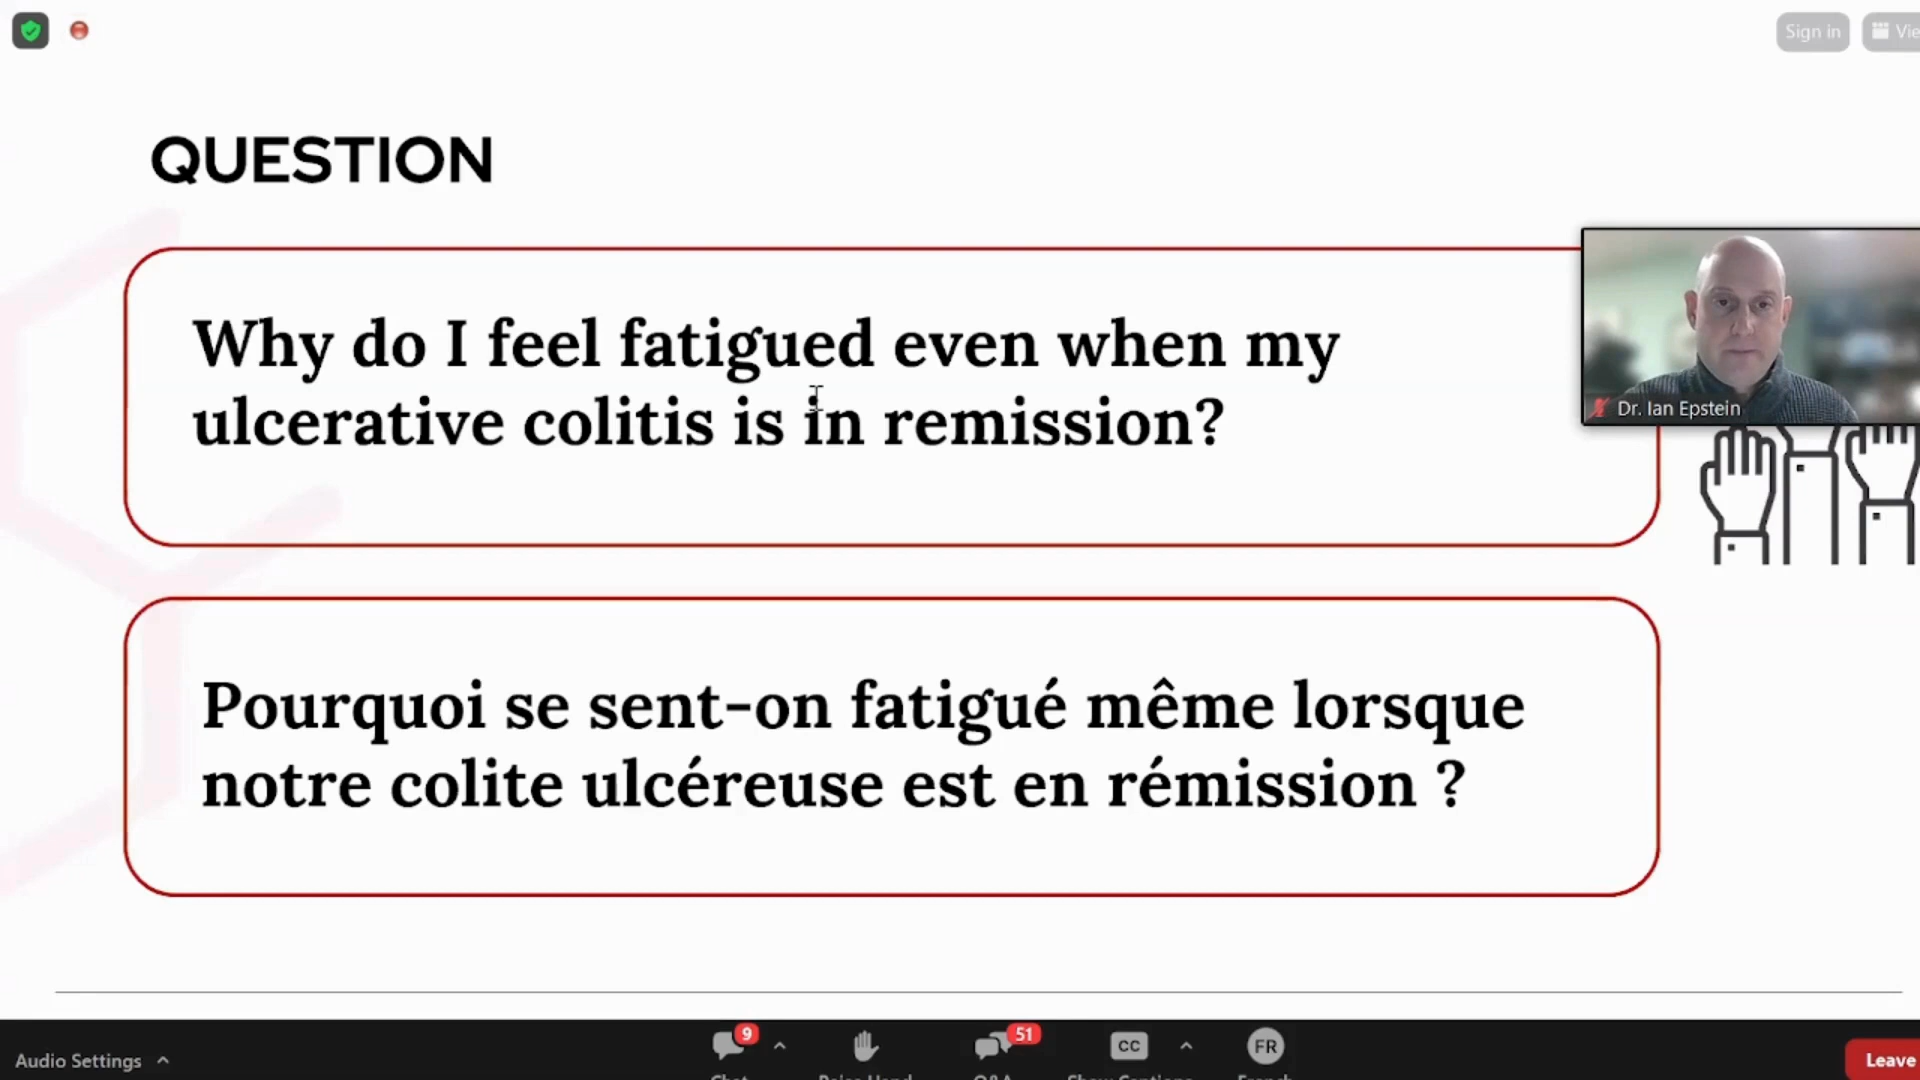 Sign in
QUESTION
Why do I feel fatigued even when my
ulcerative colitis is in remission?
Dr. Ian Epstein
Pourquoi se sent-on fatigué même lorsque
notre colite ulcéreuse est en rémission ?
Audio Settings
9
51
CC
FR
Leave